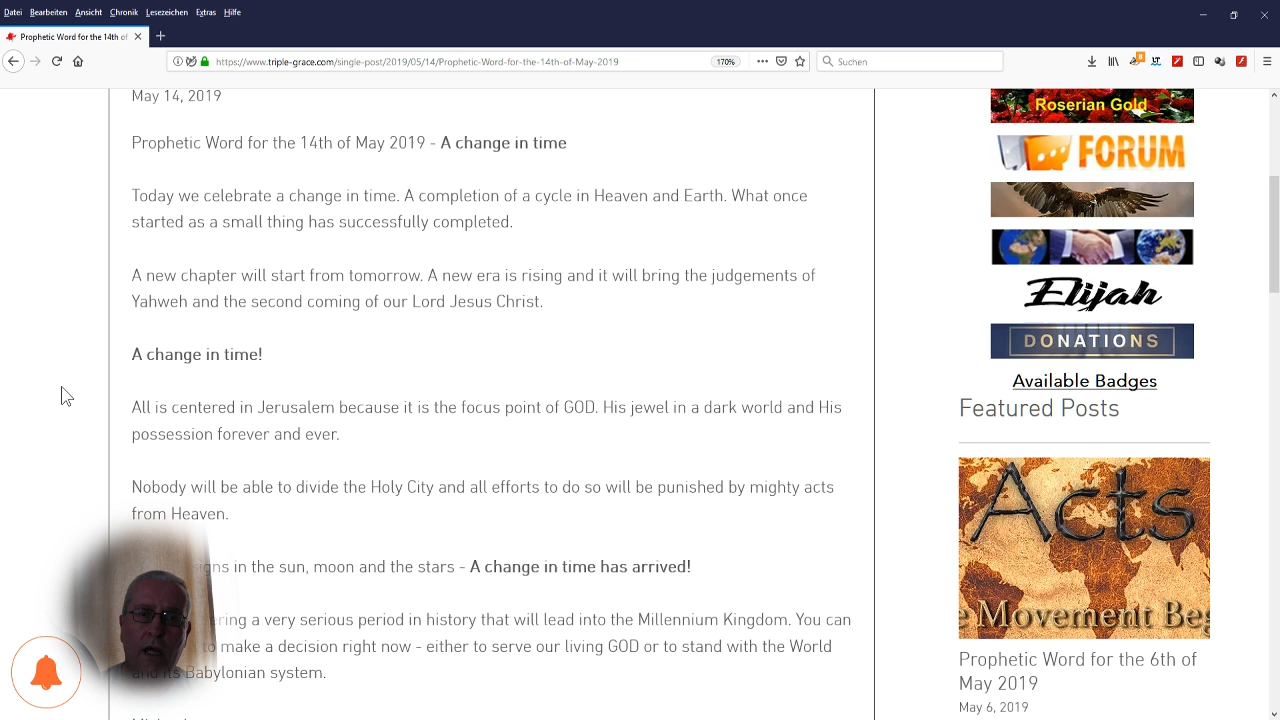 Datei Bearbeiten Ansicht Chronik Lesezeichen Extras Hilfe
Prophetic Word for the 14th of
https://www.triple-grace.com/single-post/2019/05/14/Prophetic-Word-for-the-14th-of-May-2019
170%
Suchen
May 14, 2019
Prophetic Word for the 14th of May 2019 - A change in time
Today we celebrate a change in time. A completion of a cycle in Heaven and Earth. What once
started as a small thing has successfully completed.
A new chapter will start from tomorrow. A new era is rising and it will bring the judgements of
Yahweh and the second coming of our Lord Jesus Christ.
A change in time!
All is centered in Jerusalem because it is the focus point of GOD. His jewel in a dark world and His
possession forever and ever.
Nobody will be able to divide the Holy City and all efforts to do so will be punished by mighty acts
from Heaven.
in the sun, moon and the stars - A change in time has arrived!
a very serious period in history that will lead into the Millennium Kingdom. You can
to make a decision right now - either to serve our living GOD or to stand with the World
and its Babylonian system.
Roserian Gold
FORUM
Elijah
DONATIONS
Available Badges
Featured Posts
Acts
e Movement Beg
Prophetic Word for the 6th of
May 2019
May 6, 2019